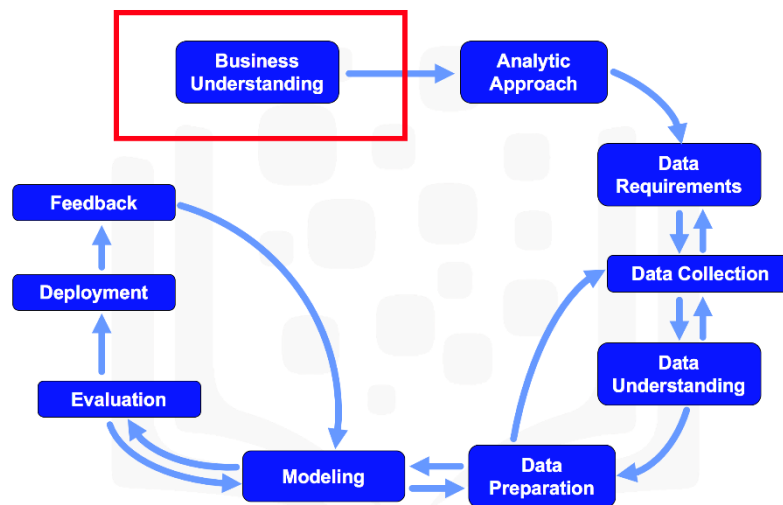 Business
Understanding
Analytic
Approach
Data
Requirements
Feedback
Data Collection
Deployment
Data
Understanding
Evaluation
Modeling
Data
Preparation